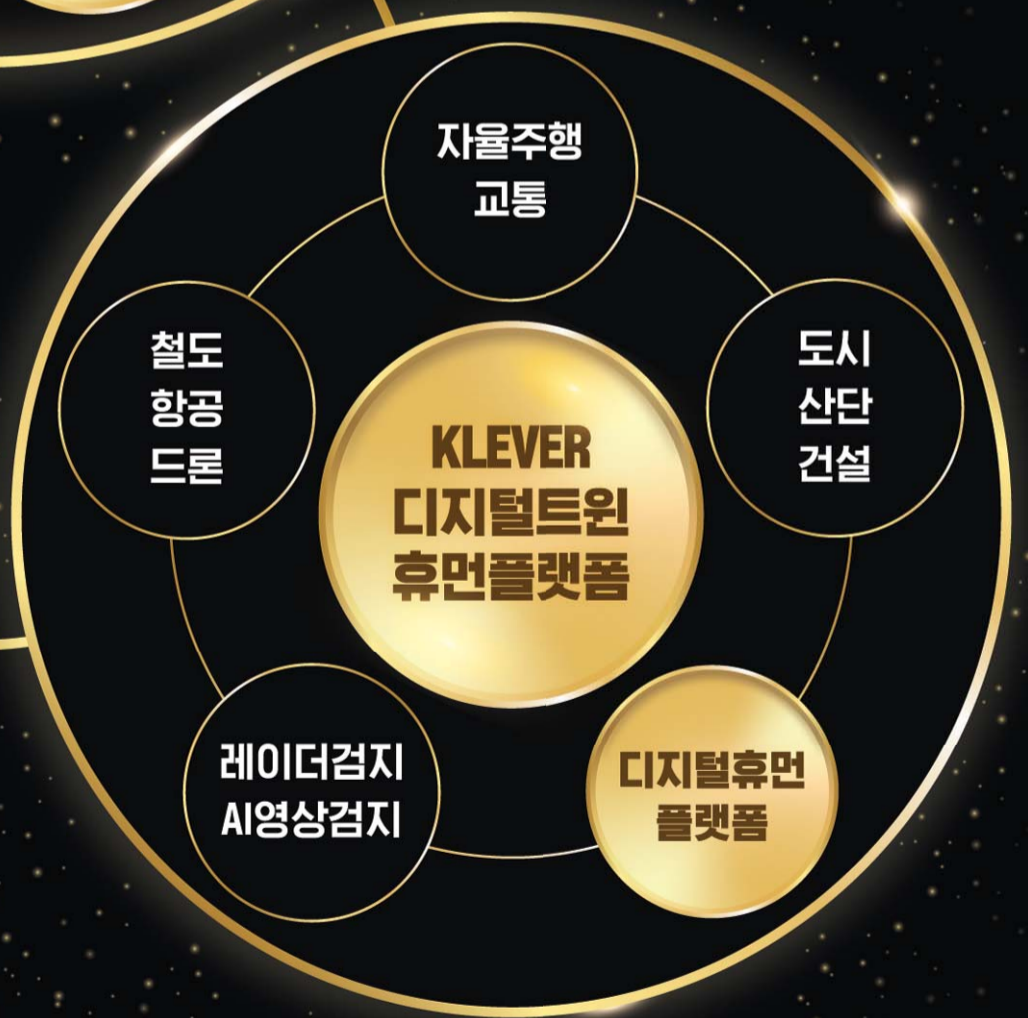 자율주행
교통
철도
항공
드론
도시
산단
건설
KLEVER
디지털트윈
휴먼플랫폼
레이더검지
AI영상검지
디지털휴먼
플랫폼